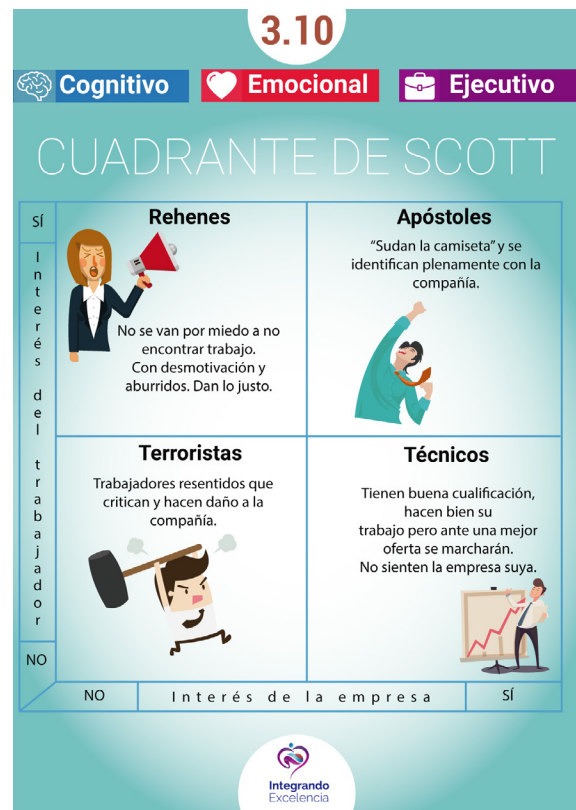 3.10
Cognitivo
Emocional
Ejecutivo
CUADRANTE DE SCOTT
SÍ
Interés del trabajador
NO
Rehenes
No se van por miedo a no
encontrar trabajo.
Con desmotivación y
aburridos. Dan lo justo.
Apóstoles
“Sudan la camiseta” y se
identifican plenamente con la
compañía.
Terroristas
Trabajadores resentidos que
critican y hacen daño a la
compañía.
Técnicos
Tienen buena cualificación,
hacen bien su
trabajo pero ante una mejor
oferta se marcharán.
No sienten la empresa suya.
NO
Interés de la empresa
SÍ
Integrando
Excelencia